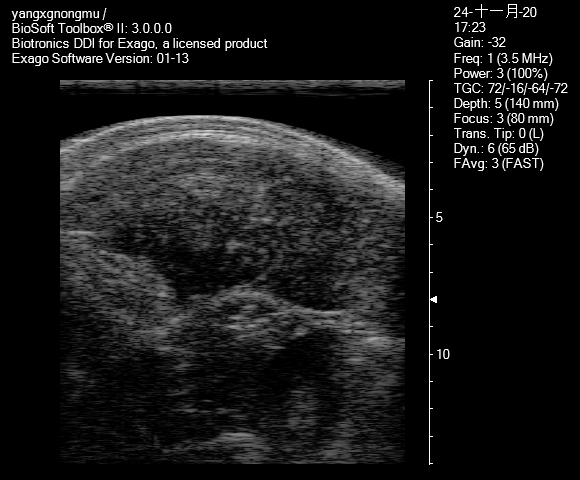 yangxgnongmu /
BioSoft Toolbox® II: 3.0.0.0
Biotronics DDI for Exago, a licensed product
Exago Software Version: 01-13
24-十一月-20
17:23
Gain: -32
Freq: 1 (3.5 MHz)
Power: 3 (100%)
TGC: 72/-16/-64/-72
Depth: 5 (140 mm)
Focus: 3 (80 mm)
Trans. Tip: 0 (L)
Dyn.: 6 (65 dB)
FAvg: 3 (FAST)
5
10